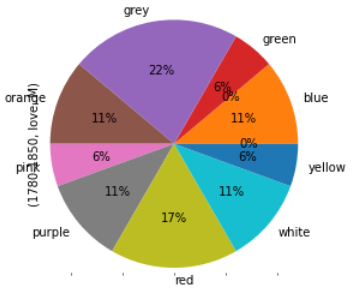 grey
green
22%
6%
0%
orange
blue
11%
11%
0%
pink
6%
6%
yellow
(1780-1850, love, M)
11%
11%
purple
17%
white
red